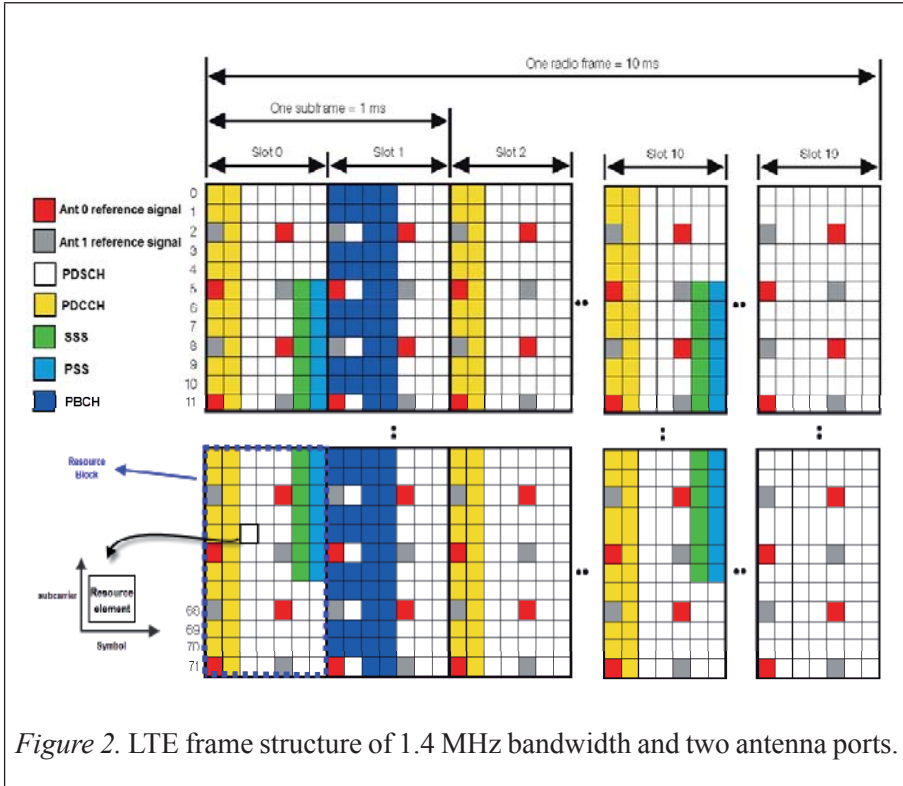 One radio frame = 10 ms
One subframe = 1 ms
Slot 0 Slot 1 Slot 2 Slot 10 Slot 19
Ant 0 reference signal
Ant 1 reference signal
PDSCH
PDCCH
SSS
PSS
PBCH
0
1
2
3
4
5
6
7
8
9
10
11
Resource
Block
subcarrier
Resource
element
Symbol
68
69
70
71
Figure 2. LTE frame structure of 1.4 MHz bandwidth and two antenna ports.